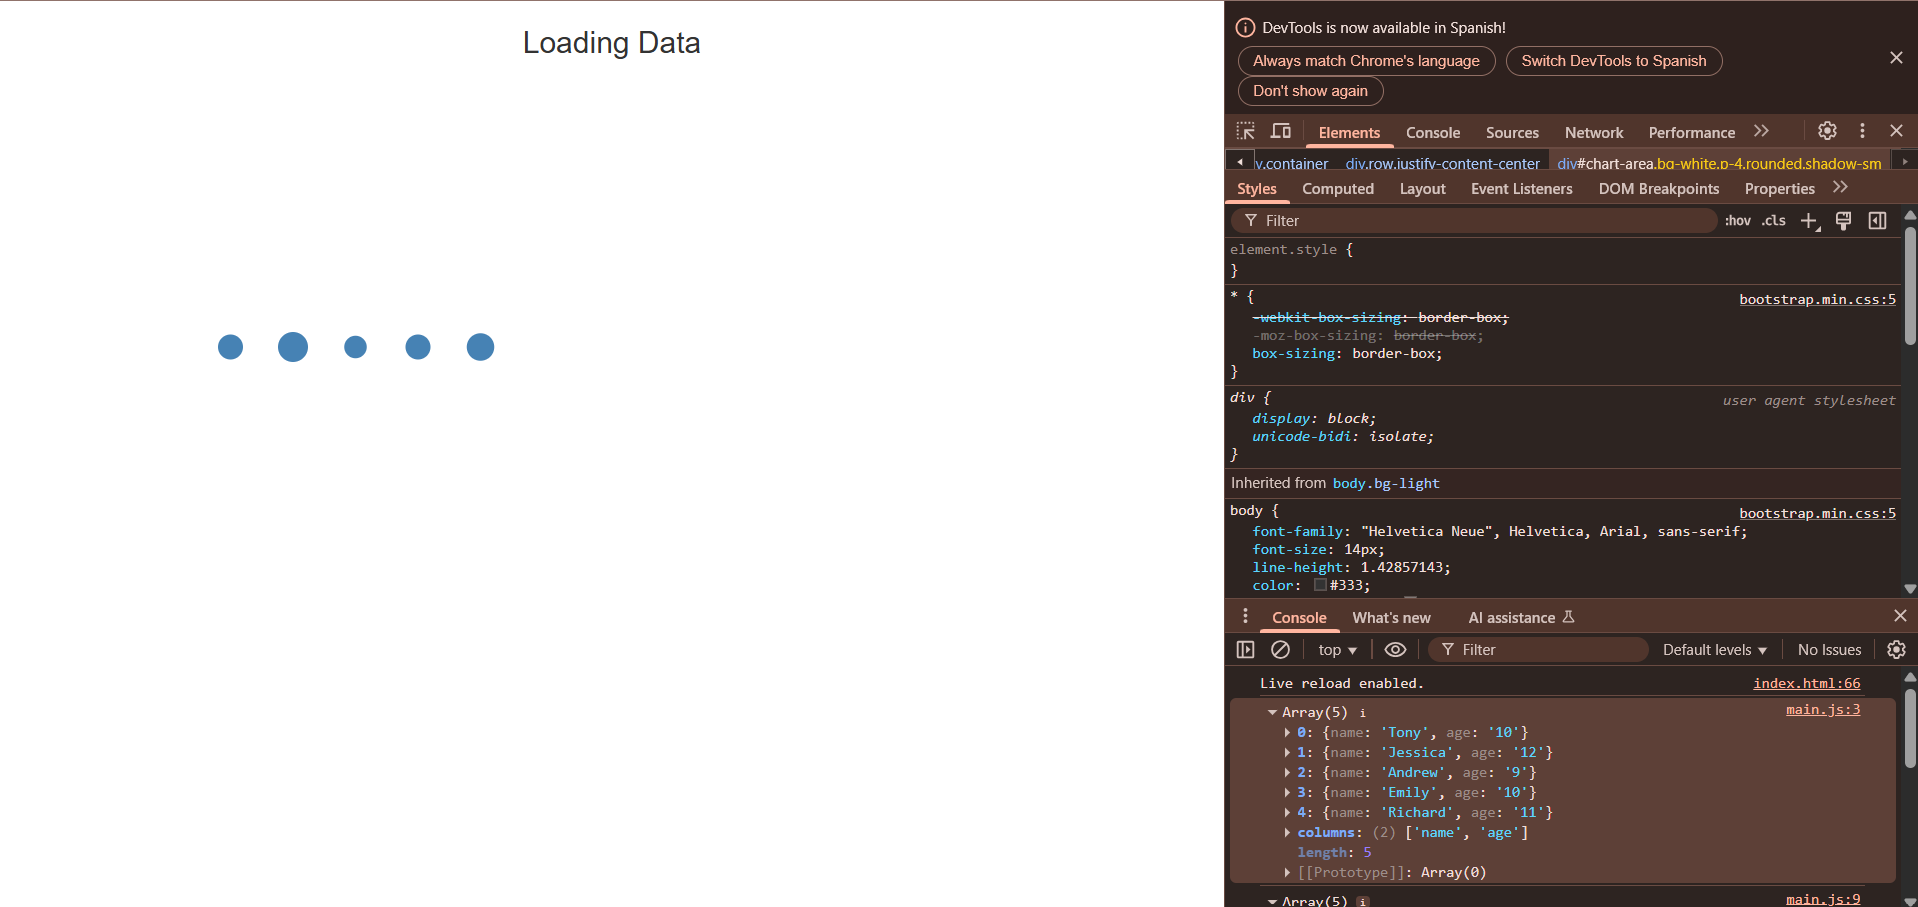 Loading Data
DevTools is now available in Spanish!
Always match Chrome's language
Switch DevTools to Spanish
Don't show again
Elements Console Sources Network Performance
v.container div.row.justify-content-center div#chart-area.bg-white.p-4.rounded.shadow-sm
Styles Computed Layout Event Listeners DOM Breakpoints Properties
Filter :hov .cls
element.style {
}
* { bootstrap.min.css:5
-webkit-box-sizing: border-box;
-moz-box-sizing: border-box;
box-sizing: border-box;
}
div { user agent stylesheet
display: block;
unicode-bidi: isolate;
}
Inherited from body.bg-light
body { bootstrap.min.css:5
font-family: "Helvetica Neue", Helvetica, Arial, sans-serif;
font-size: 14px;
line-height: 1.42857143;
color: #333;
Console What's new AI assistance
top Filter Default levels No Issues
Live reload enabled. index.html:66
Array(5) i main.js:3
0: {name: 'Tony', age: '10'}
1: {name: 'Jessica', age: '12'}
2: {name: 'Andrew', age: '9'}
3: {name: 'Emily', age: '10'}
4: {name: 'Richard', age: '11'}
columns: (2) ['name', 'age']
length: 5
[[Prototype]]: Array(0)
Array(5) i main.js:9